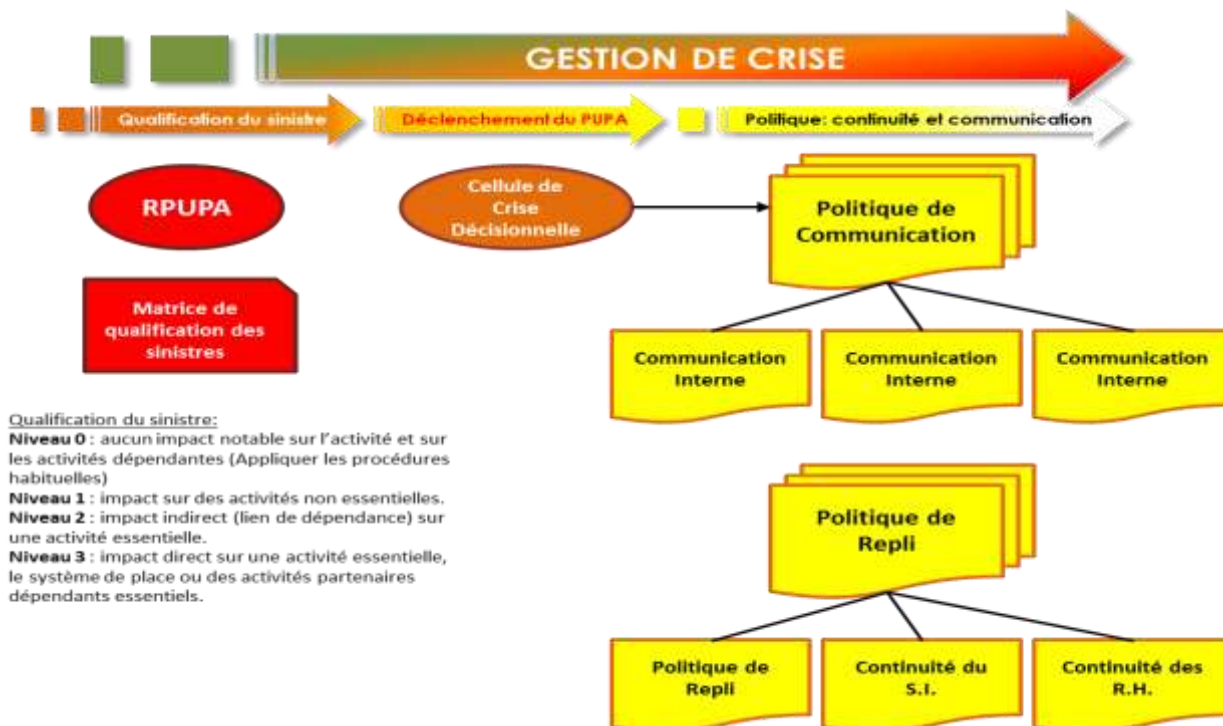 GESTION DE CRISE
Qualification du sinistre
Déclenchement du PUPA
Politique: continuité et communication
RPUPA
Cellule de
Crise
Décisionnelle
Politique de
Communication
Matrice de
qualification des
sinistres
Communication
Interne
Communication
Interne
Communication
Interne
Qualification du sinistre:
Niveau 0 : aucun impact notable sur l'activité et sur
les activités dépendantes (Appliquer les procédures
habituelles)
Niveau 1 : impact sur des activités non essentielles.
Niveau 2 : impact indirect (lien de dépendance) sur
une activité essentielle.
Niveau 3 : impact direct sur une activité essentielle,
le système de place ou des activités partenaires
dépendants essentiels.
Politique de
Repli
Politique de
Repli
Continuité du
S.I.
Continuité des
R.H.